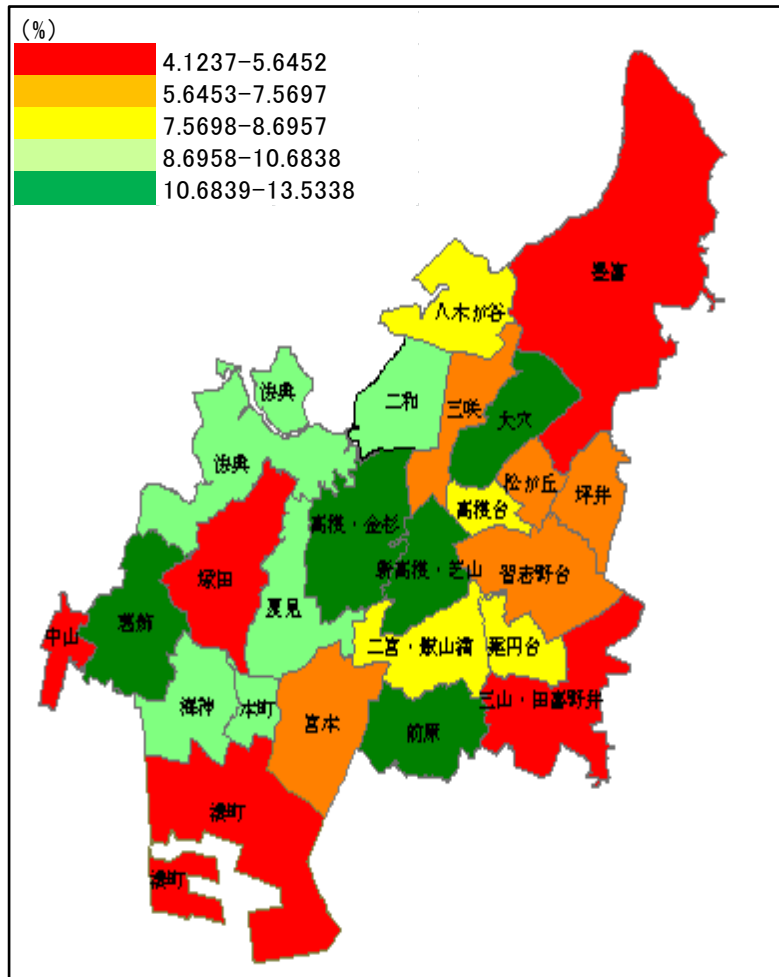 (%)
4.1237-5.6452
5.6453-7.5697
7.5698-8.6957
8.6958-10.6838
10.6839-13.5338
豊富
八木が谷
法典
二和
三咲
大穴
法典
松が丘
坪井
高根台
高根・金杉
新高根・芝山
習志野台
塚田
夏見
葛飾
中山
二宮・飯山満
薬円台
海神
本町
宮本
前原
三山・田喜野井
湊町
湊町